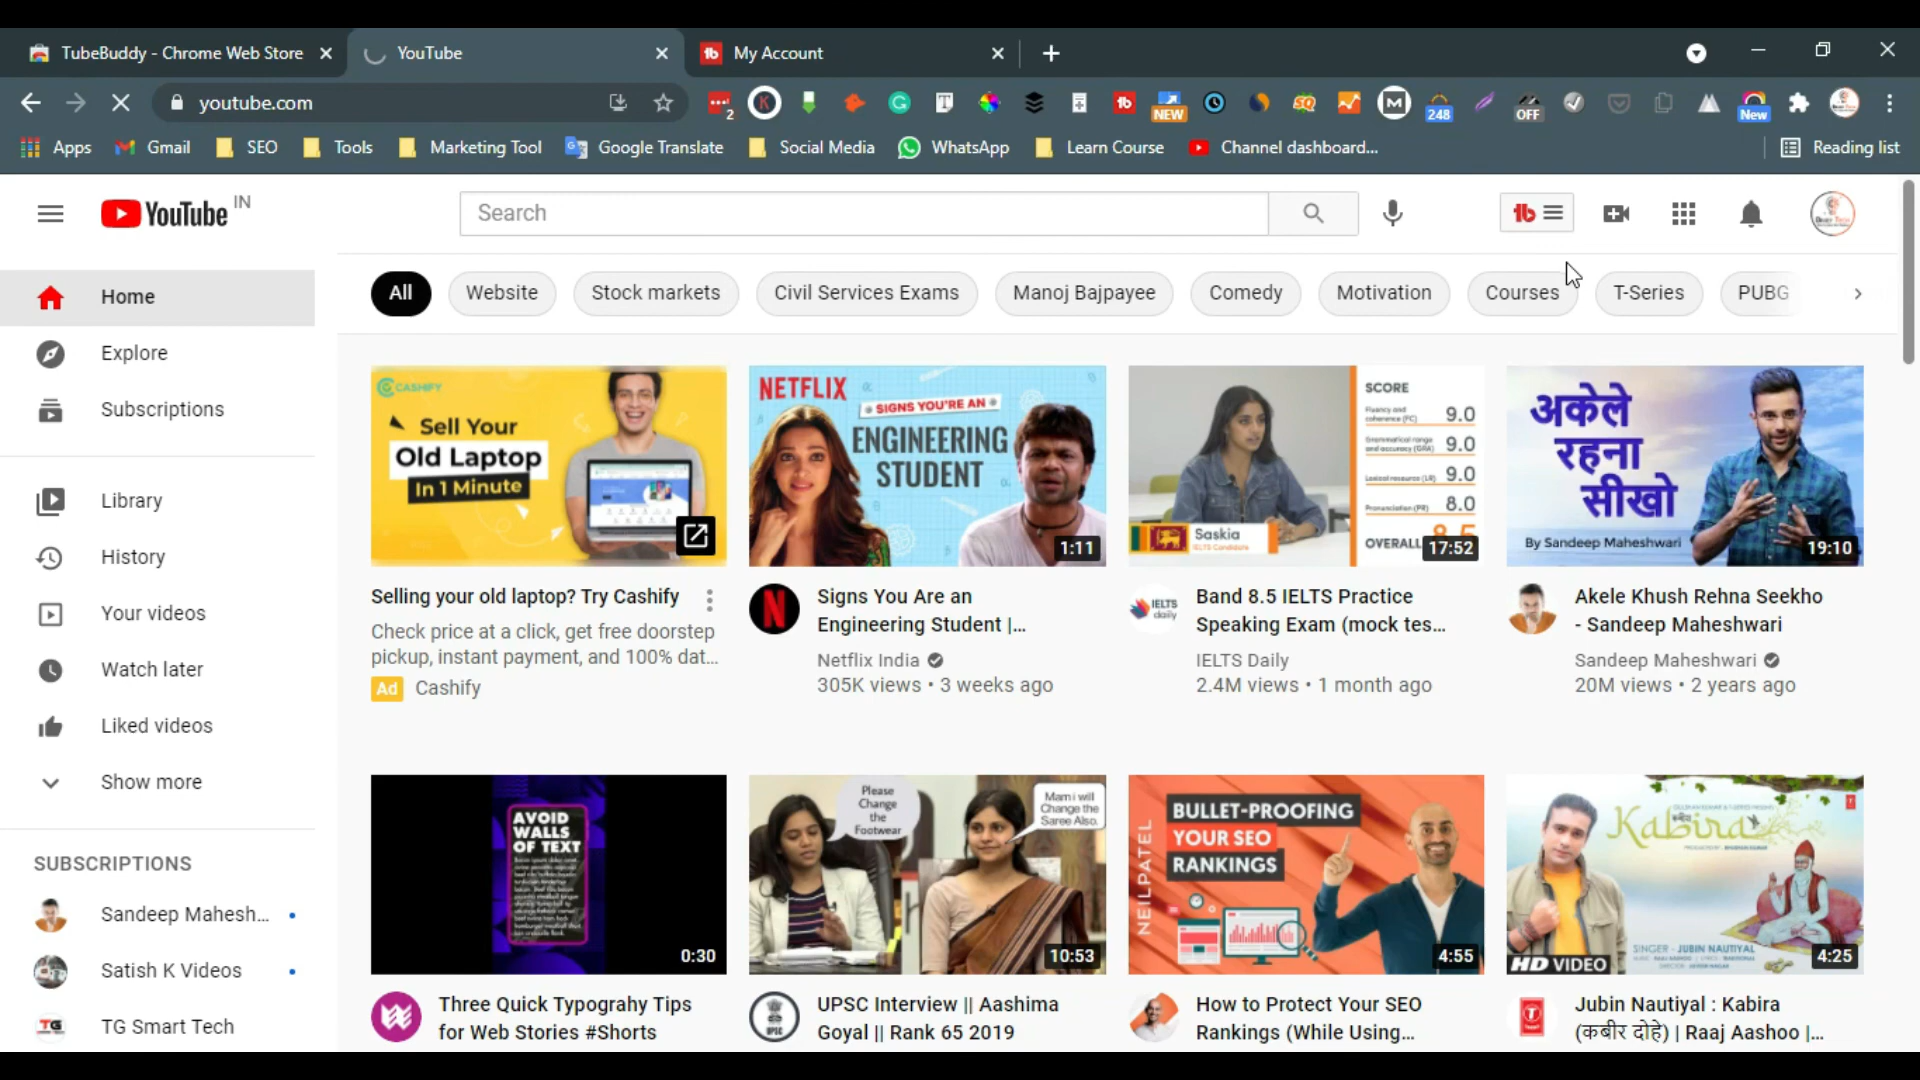 TubeBuddy - Chrome Web Store
YouTube
My Account
youtube.com
2
NEW
248
OFF
New
Apps
Gmail
SEO
Tools
Marketing Tool
Google Translate
Social Media
WhatsApp
Learn Course
Channel dashboard...
Reading list
YouTube IN
Search
Home
Explore
Subscriptions
Library
History
Your videos
Watch later
Liked videos
Show more
SUBSCRIPTIONS
Sandeep Mahesh...
Satish K Videos
TG Smart Tech
All
Website
Stock markets
Civil Services Exams
Manoj Bajpayee
Comedy
Motivation
Courses
T-Series
PUBG
CASHIFY
Sell Your
Old Laptop
In 1 Minute
Selling your old laptop? Try Cashify
Check price at a click, get free doorstep
pickup, instant payment, and 100% dat...
Ad Cashify
NETFLIX
SIGNS YOU'RE AN
ENGINEERING
STUDENT
1:11
Signs You Are an
Engineering Student |...
Netflix India
305K views • 3 weeks ago
SCORE
Fluency and
coherence (FC) 9.0
Grammatical range
and accuracy (GRA) 9.0
Lexical resource (LR) 9.0
Pronunciation (PR) 8.0
OVERALL 8.5
Saskia
IELTS Candidate
17:52
IELTS
daily
Band 8.5 IELTS Practice
Speaking Exam (mock tes...
IELTS Daily
2.4M views • 1 month ago
अकेले
रहना
सीखो
By Sandeep Maheshwari
19:10
Akele Khush Rehna Seekho
- Sandeep Maheshwari
Sandeep Maheshwari
20M views • 2 years ago
AVOID
WALLS
OF TEXT
0:30
Three Quick Typograhy Tips
for Web Stories #Shorts
Please
Change
the
Footwear
Mam i will
Change the
Saree Also.
10:53
UPSC
UPSC Interview || Aashima
Goyal || Rank 65 2019
NEILPATEL
BULLET-PROOFING
YOUR SEO
RANKINGS
4:55
How to Protect Your SEO
Rankings (While Using...
Kabira
SINGER - JUBIN NAUTIYAL
HD VIDEO
4:25
Jubin Nautiyal : Kabira
(कबीर दोहे) | Raaj Aashoo |...